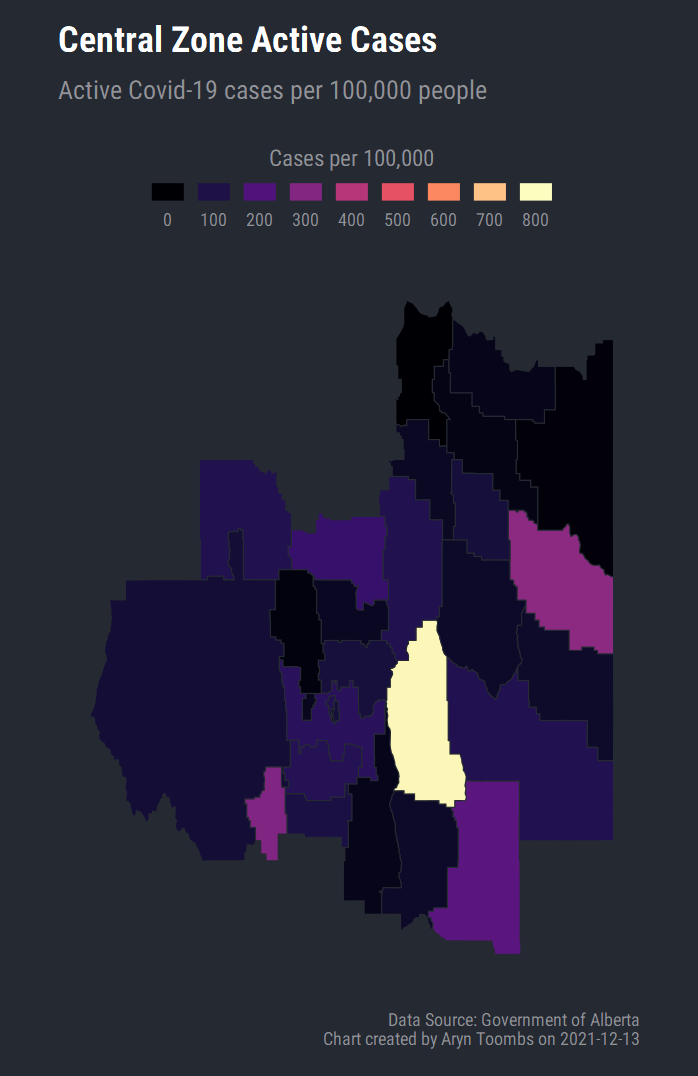 Central Zone Active Cases
Active Covid-19 cases per 100,000 people
Cases per 100,000
0 100 200 300 400 500 600 700 800
Data Source: Government of Alberta
Chart created by Aryn Toombs on 2021-12-13